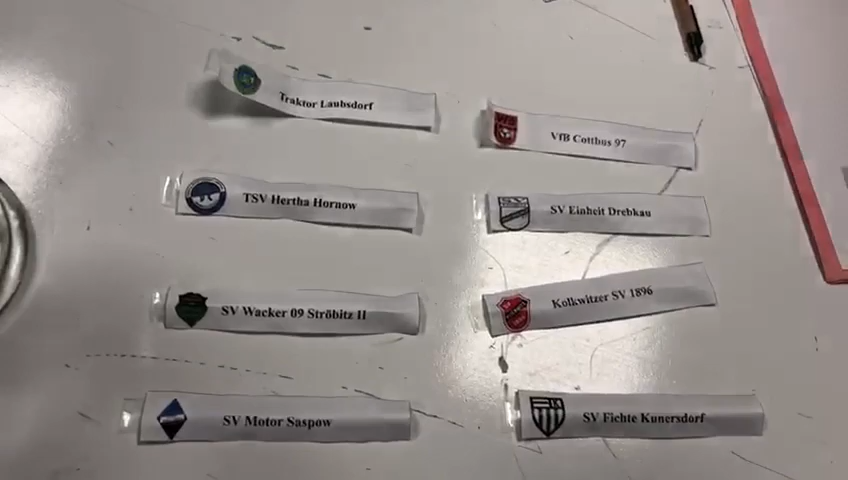 Traktor Laubsdorf
VfB Cottbus 97
TSV Hertha Hornow
SV Einheit Drebkau
SV Wacker 09 Ströbitz II
Kolkwitzer SV 1896
SV Motor Saspow
SV Fichte Kunersdorf